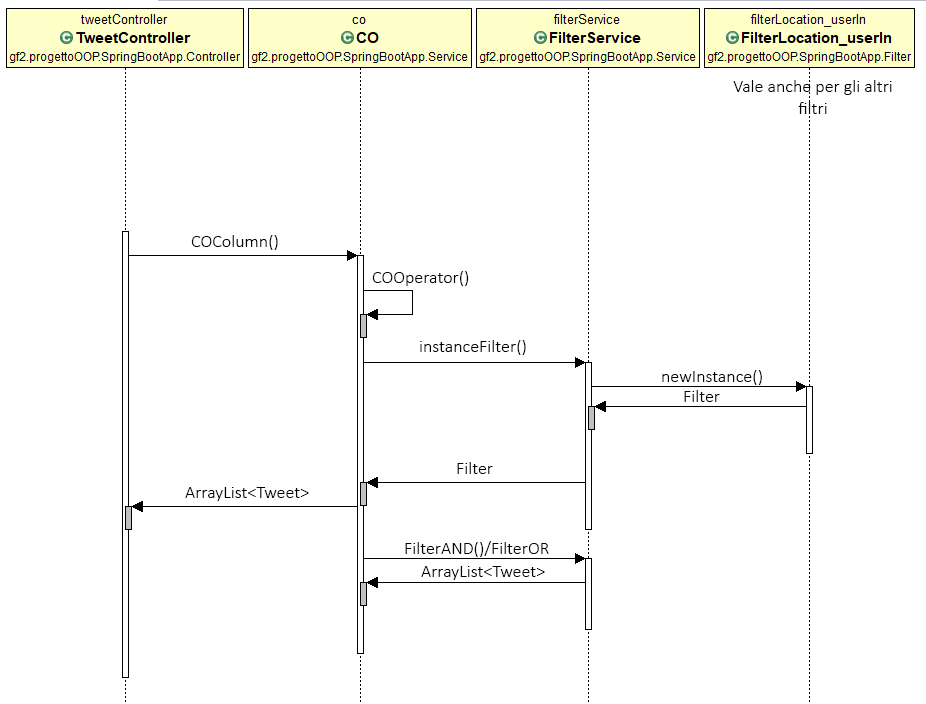 tweetController
TweetController
gf2.progettoOOP.SpringBootApp.Controller
co
CO
gf2.progettoOOP.SpringBootApp.Service
filterService
FilterService
gf2.progettoOOP.SpringBootApp.Service
filterLocation_userIn
FilterLocation_userIn
gf2.progettoOOP.SpringBootApp.Filter
Vale anche per gli altri
filtri
COColumn()
COOperator()
instanceFilter()
newInstance()
Filter
Filter
ArrayList<Tweet>
FilterAND()/FilterOR
ArrayList<Tweet>